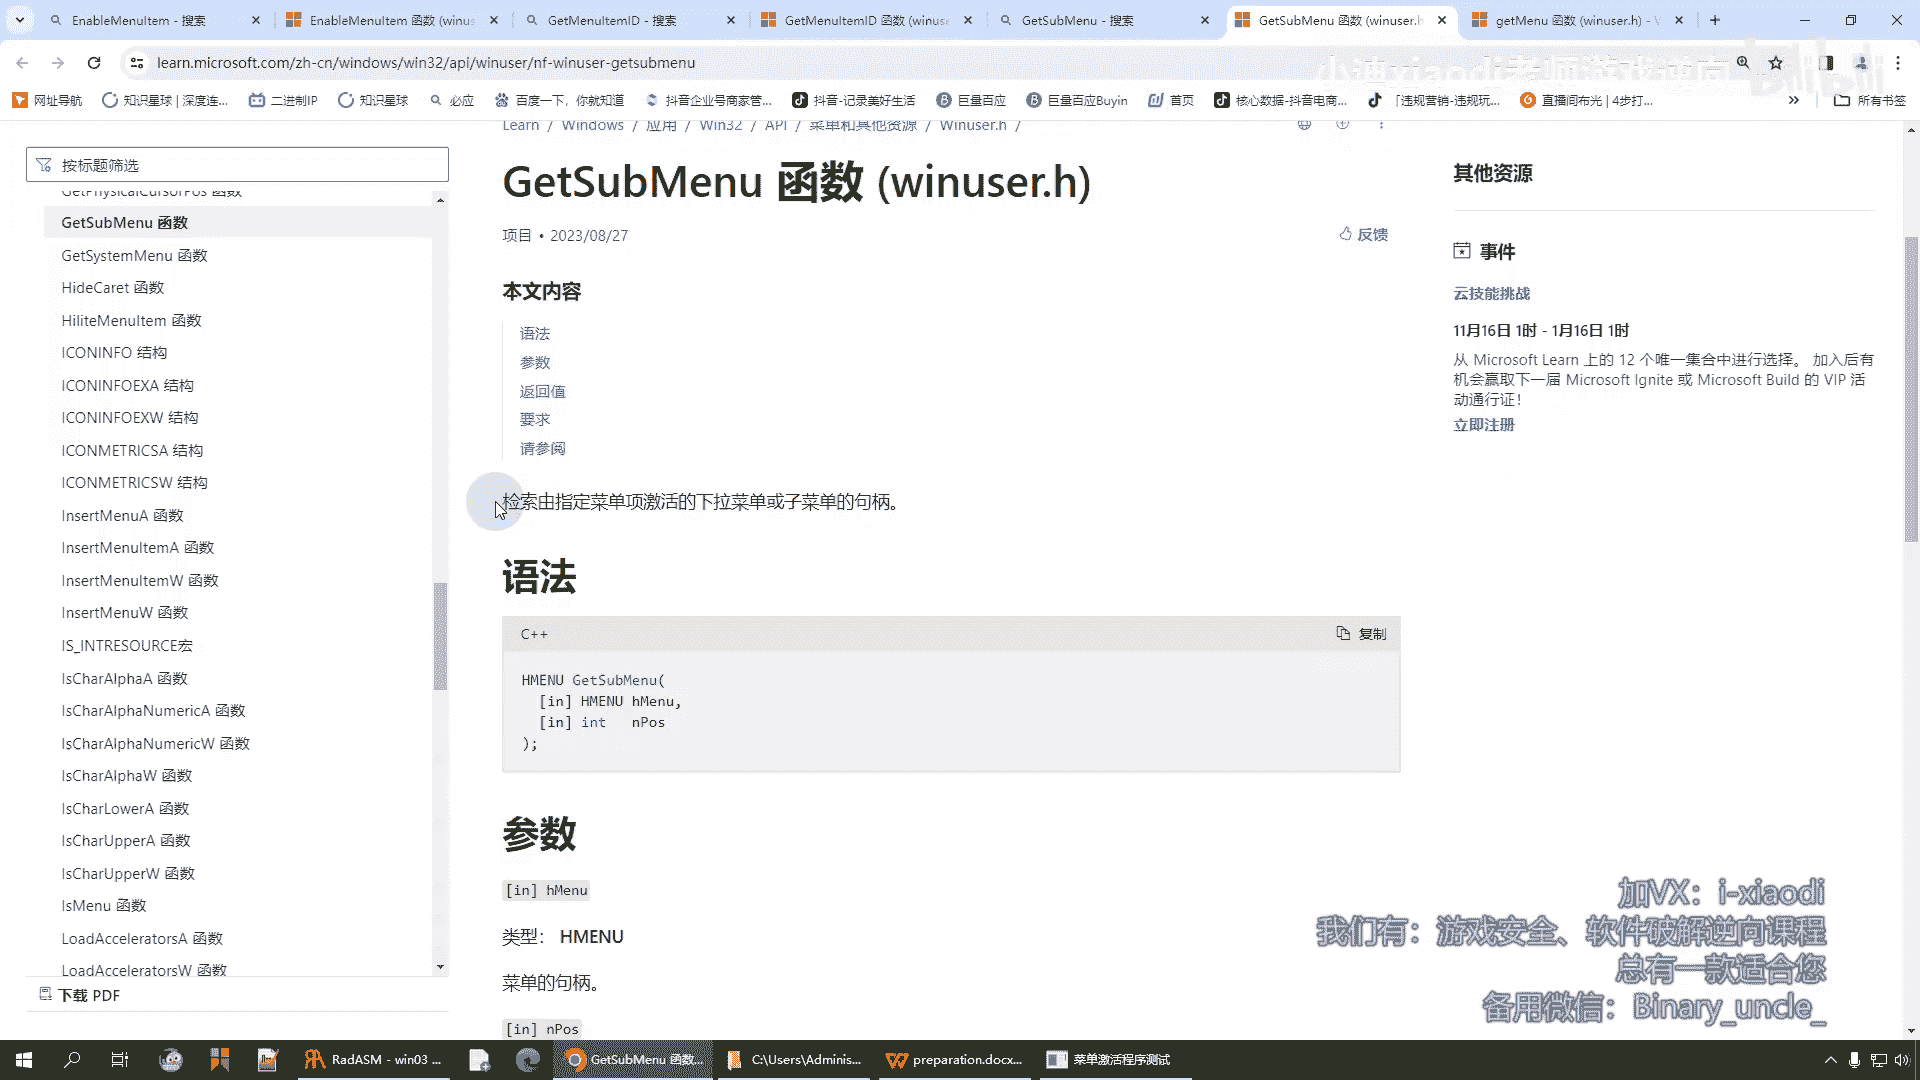 EnableMenuItem - 搜索
EnableMenuItem 函数 (winus
GetMenuItemID - 搜索
GetMenuItemID 函数 (winuse
GetSubMenu - 搜索
GetSubMenu 函数 (winuser.h
getMenu 函数 (winuser.h) - V
learn.microsoft.com/zh-cn/windows/win32/api/winuser/nf-winuser-getsubmenu
小迪xiaodi老师游戏逆向
bilibili
网址导航
知识星球 | 深度连...
二进制IP
知识星球
必应
百度一下，你就知道
抖音企业号商家管...
抖音-记录美好生活
巨量百应
巨量百应Buyin
首页
核心数据-抖音电商...
「违规营销-违规玩...
直播间布光 | 4步打...
所有书签
Learn / Windows / 应用 / Win32 / API / 菜单和其他资源 / Winuser.h /
按标题筛选
GetPhysicalCursorPos 函数
GetSubMenu 函数
GetSystemMenu 函数
HideCaret 函数
HiliteMenuItem 函数
ICONINFO 结构
ICONINFOEXA 结构
ICONINFOEXW 结构
ICONMETRICSA 结构
ICONMETRICSW 结构
InsertMenuA 函数
InsertMenuItemA 函数
InsertMenuItemW 函数
InsertMenuW 函数
IS_INTRESOURCE宏
IsCharAlphaA 函数
IsCharAlphaNumericA 函数
IsCharAlphaNumericW 函数
IsCharAlphaW 函数
IsCharLowerA 函数
IsCharUpperA 函数
IsCharUpperW 函数
IsMenu 函数
LoadAcceleratorsA 函数
LoadAcceleratorsW 函数
下载 PDF
GetSubMenu 函数 (winuser.h)
项目 • 2023/08/27
反馈
本文内容
语法
参数
返回值
要求
请参阅
检索由指定菜单项激活的下拉菜单或子菜单的句柄。
语法
C++
复制
HMENU GetSubMenu(
[in] HMENU hMenu,
[in] int nPos
);
参数
[in] hMenu
类型： HMENU
菜单的句柄。
[in] nPos
其他资源
事件
云技能挑战
11月16日 1时 - 1月16日 1时
从 Microsoft Learn 上的 12 个唯一集合中进行选择。 加入后有
机会赢取下一届 Microsoft Ignite 或 Microsoft Build 的 VIP 活
动通行证！
立即注册
加VX：i-xiaodi
我们有：游戏安全、软件破解逆向课程
总有一款适合您
备用微信：Binary_uncle_
RadASM - win03 ...
GetSubMenu 函数...
C:\Users\Adminis...
preparation.docx...
菜单激活程序测试